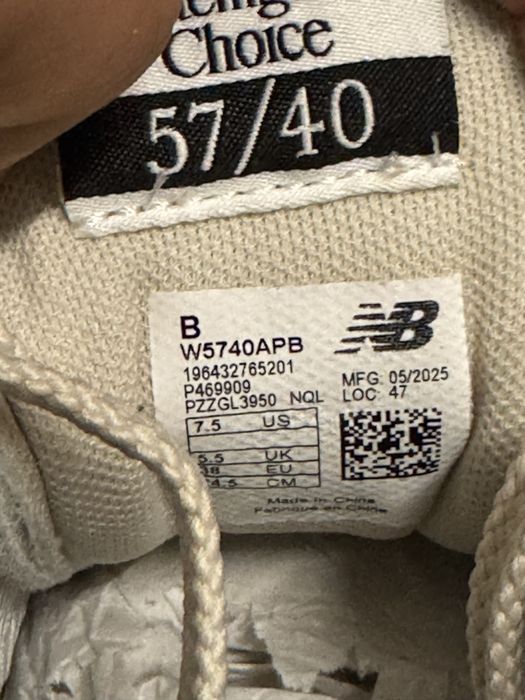 Choice
57/40
B
W5740APB
NB
196432765201
P469909
PZZGL3950 NQL
MFG: 05/2025
LOC: 47
7.5 US
5.5 UK
38 EU
24.5 CM
Made in China
Fabriqué en Chine